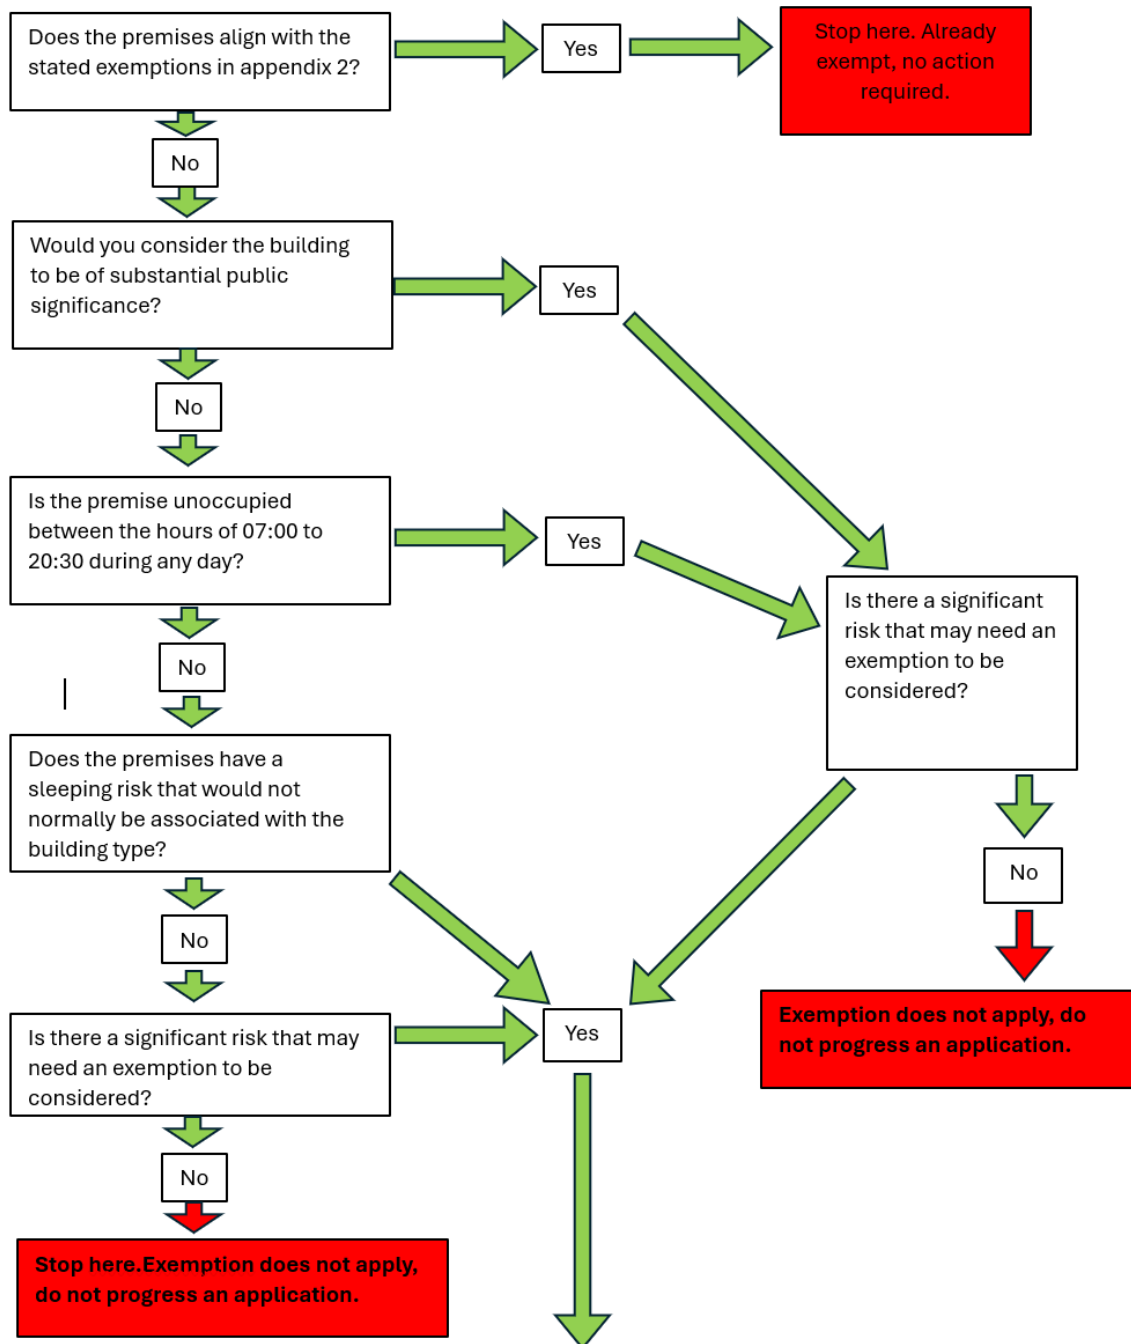 Does the premises align with the
stated exemptions in appendix 2?
Yes
Stop here. Already
exempt, no action
required.
No
Would you consider the building
to be of substantial public
significance?
Yes
No
Is the premise unoccupied
between the hours of 07:00 to
20:30 during any day?
Yes
Is there a significant
risk that may need an
exemption to be
considered?
No
Does the premises have a
sleeping risk that would not
normally be associated with the
building type?
No
No
Is there a significant risk that may
need an exemption to be
considered?
Yes
Exemption does not apply, do
not progress an application.
No
Stop here.Exemption does not apply,
do not progress an application.